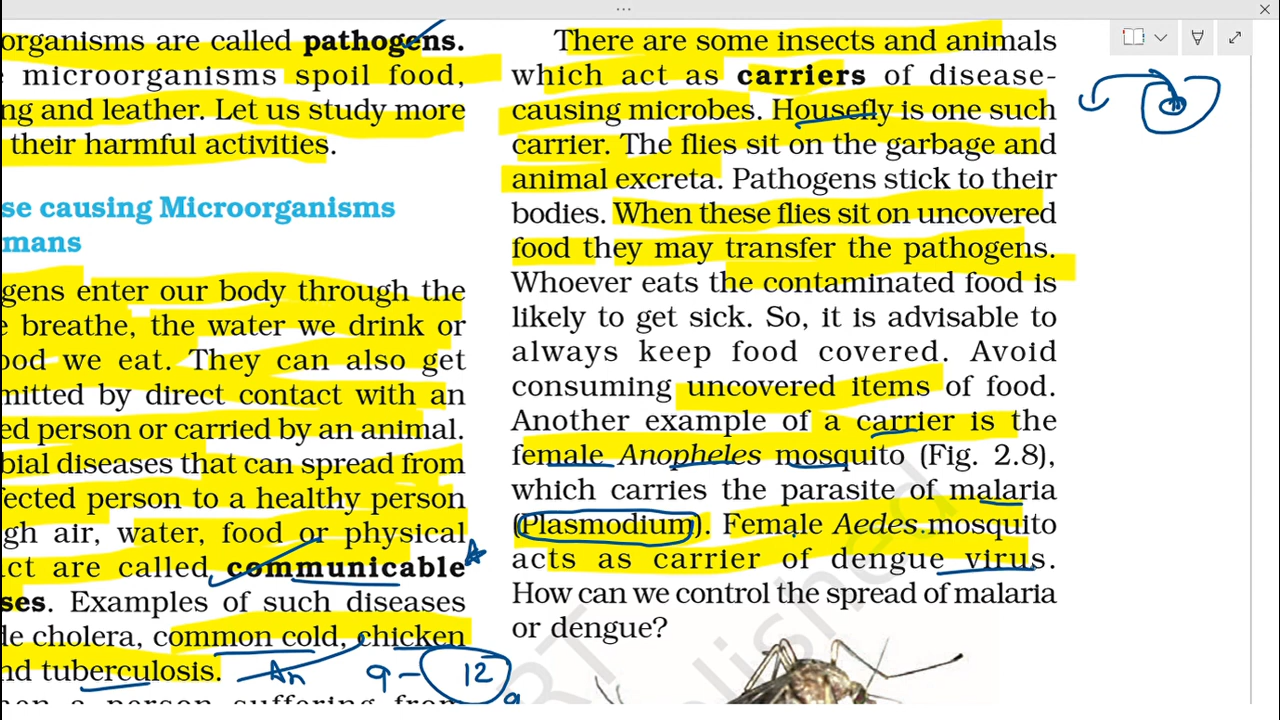 organisms are called pathogens.
microorganisms spoil food,
ng and leather. Let us study more
their harmful activities.
se causing Microorganisms
mans
gens enter our body through the
e breathe, the water we drink or
ood we eat. They can also get
mitted by direct contact with an
ed person or carried by an animal.
bial diseases that can spread from
fected person to a healthy person
gh air, water, food or physical
act are called communicable
ses. Examples of such diseases
de cholera, common cold, chicken
nd tuberculosis.
An 9 - 12
hen a person suffering from
There are some insects and animals
which act as carriers of disease-
causing microbes. Housefly is one such
carrier. The flies sit on the garbage and
animal excreta. Pathogens stick to their
bodies. When these flies sit on uncovered
food they may transfer the pathogens.
Whoever eats the contaminated food is
likely to get sick. So, it is advisable to
always keep food covered. Avoid
consuming uncovered items of food.
Another example of a carrier is the
female Anopheles mosquito (Fig. 2.8),
which carries the parasite of malaria
(Plasmodium). Female Aedes mosquito
acts as carrier of dengue virus.
How can we control the spread of malaria
or dengue?